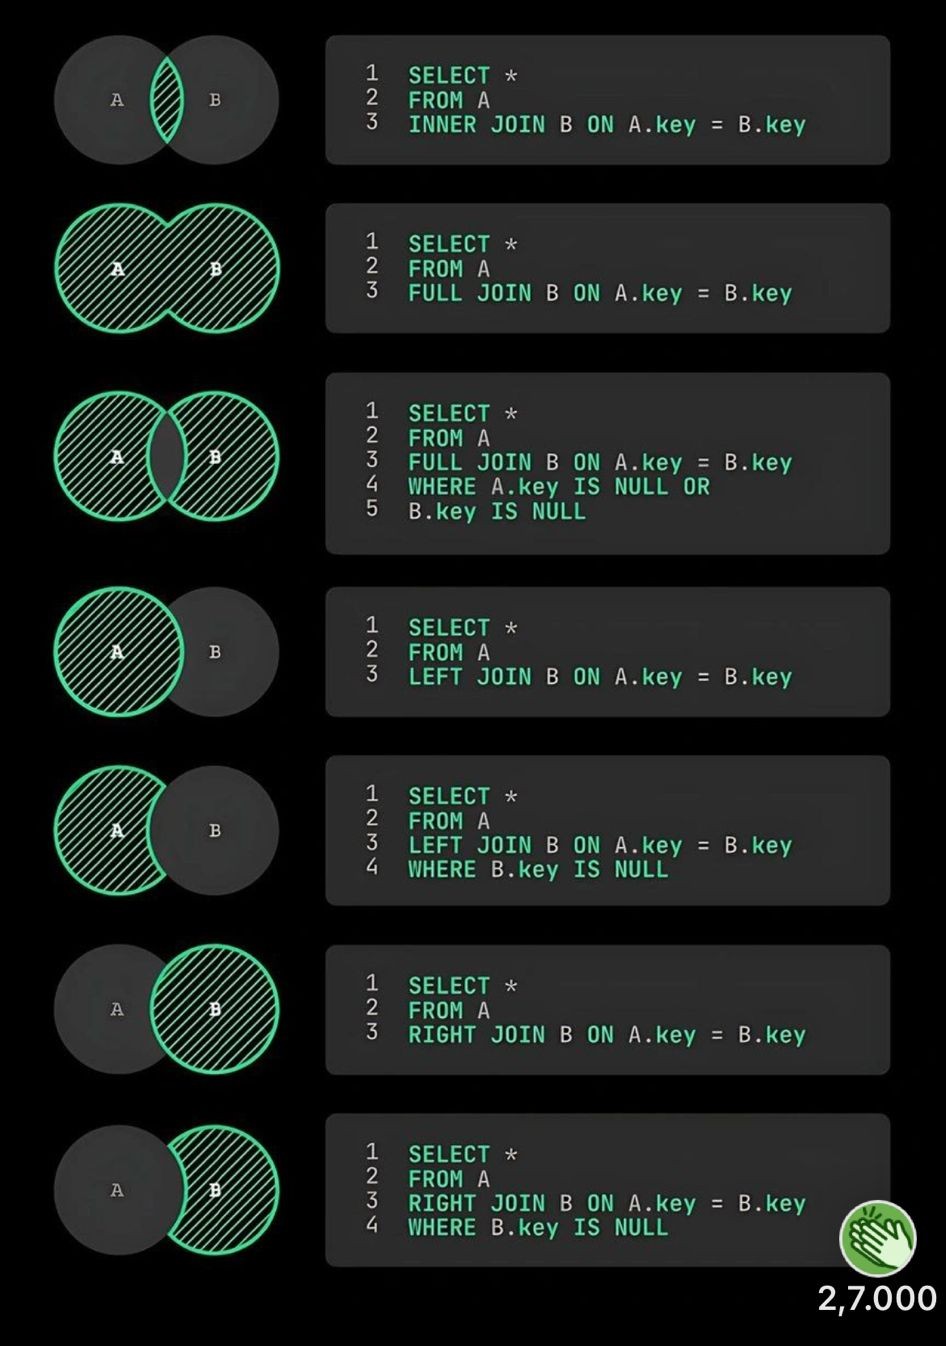 A B
1 SELECT *
2 FROM A
3 INNER JOIN B ON A.key = B.key
A B
1 SELECT *
2 FROM A
3 FULL JOIN B ON A.key = B.key
A B
1 SELECT *
2 FROM A
3 FULL JOIN B ON A.key = B.key
4 WHERE A.key IS NULL OR
5 B.key IS NULL
A B
1 SELECT *
2 FROM A
3 LEFT JOIN B ON A.key = B.key
A B
1 SELECT *
2 FROM A
3 LEFT JOIN B ON A.key = B.key
4 WHERE B.key IS NULL
A B
1 SELECT *
2 FROM A
3 RIGHT JOIN B ON A.key = B.key
A B
1 SELECT *
2 FROM A
3 RIGHT JOIN B ON A.key = B.key
4 WHERE B.key IS NULL
2,7.000